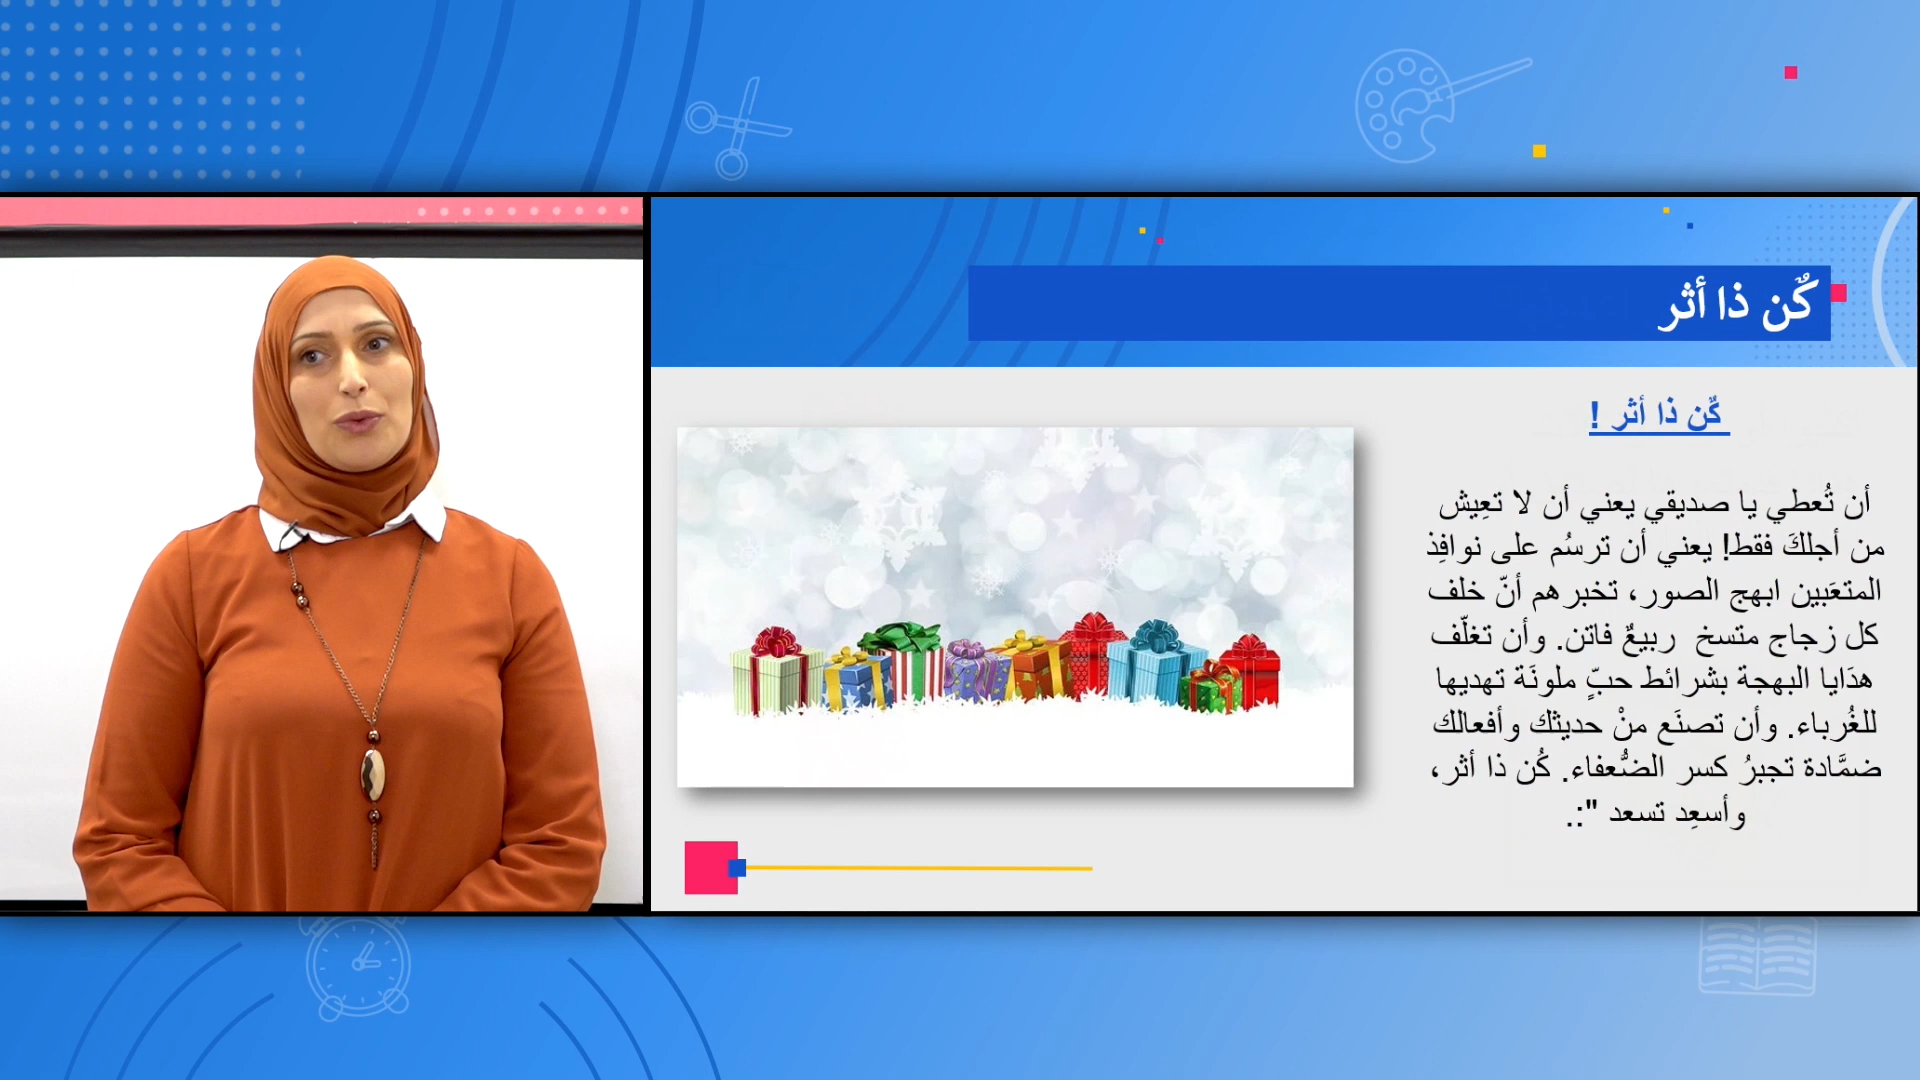 كُن ذا أثر
كُن ذا أثر !
أن تُعطي يا صديقي يعني أن لا تعِيش
من أجلكَ فقط! يعني أن ترسُم على نوافِذ
المتعَبين ابهج الصور، تخبرهم أنّ خلف
كل زجاج متسخ ربيعٌ فاتن. وأن تغلّف
هدَايا البهجة بشرائط حبٍّ ملونَة تهديها
للغُرباء. وأن تصنَع منْ حديثك وأفعالك
ضمَّادة تجبرُ كسر الضُّعفاء. كُن ذا أثر،
وأسعِد تسعد ":.